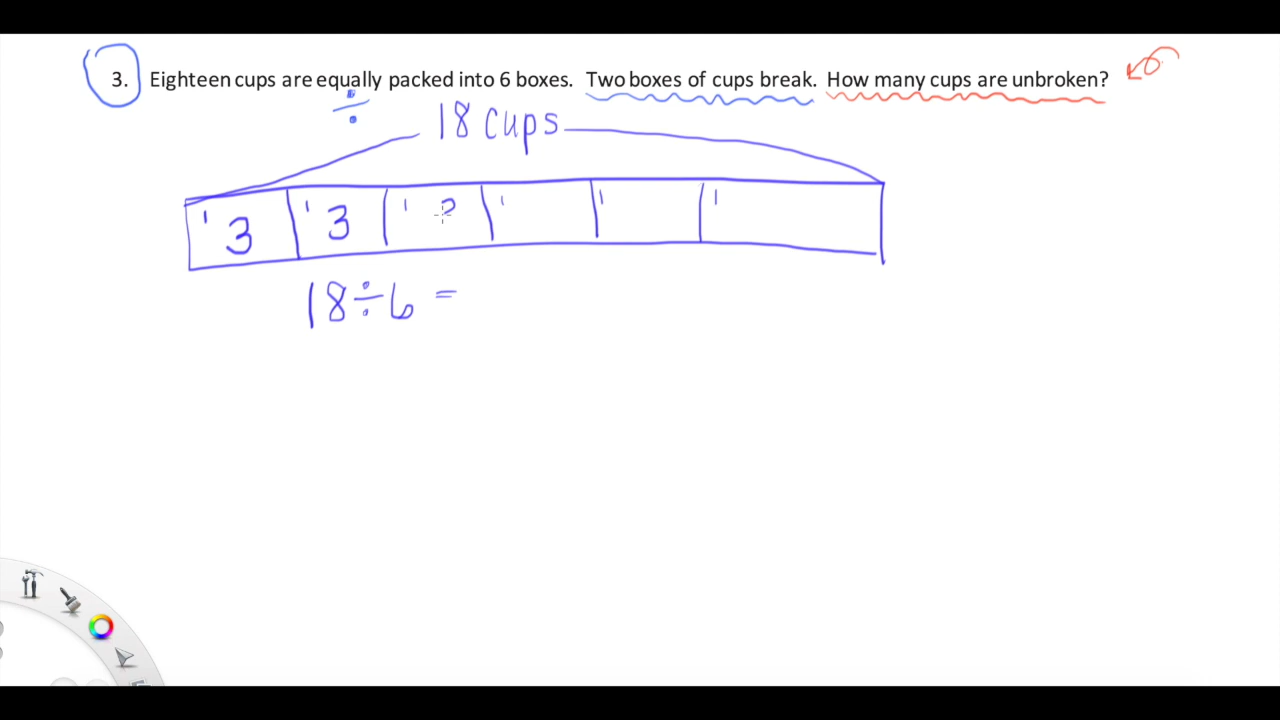 3. Eighteen cups are equally packed into 6 boxes. Two boxes of cups break. How many cups are unbroken?
÷
18 cups
3 3
18 ÷ 6 =